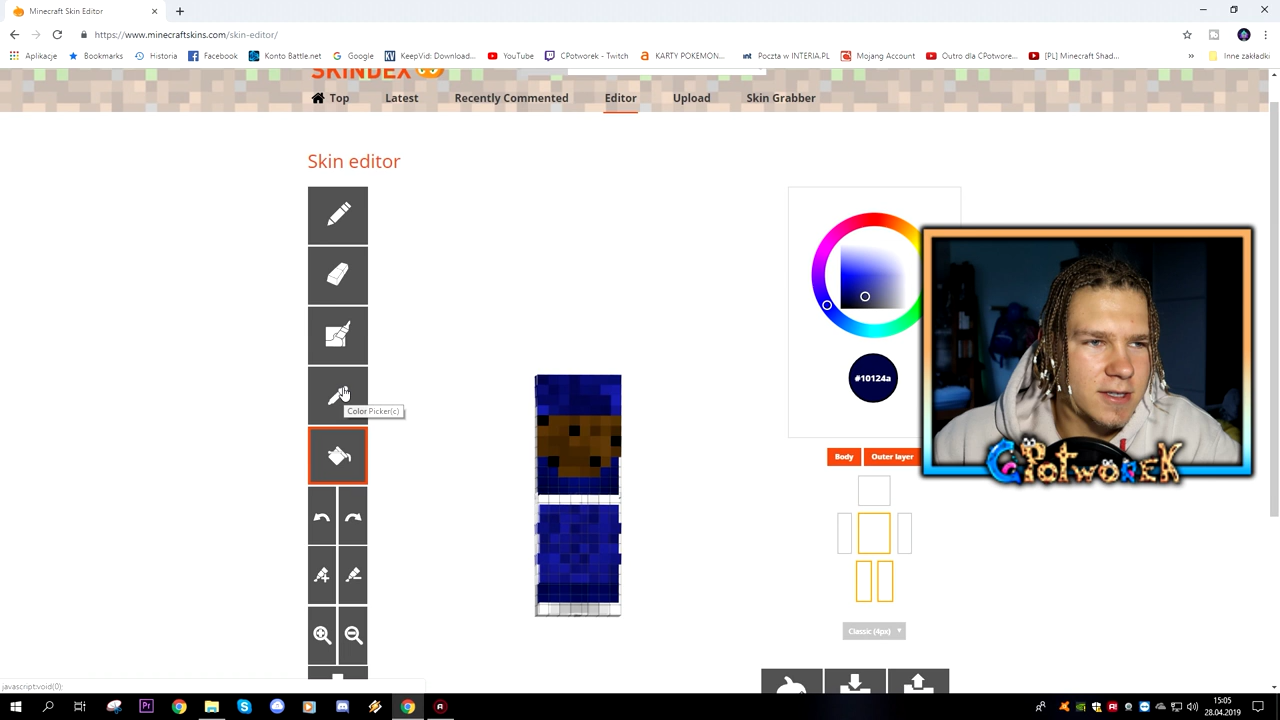 Minecraft Skin Editor
https://www.minecraftskins.com/skin-editor/
Aplikacje
Bookmarks
Historia
Facebook
Konto Battle.net
Google
KeepVid: Download...
YouTube
CPotworek - Twitch
KARTY POKEMON...
Poczta w INTERIA.PL
Mojang Account
Outro dla CPotwore...
[PL] Minecraft Shad...
»
Inne zakładki
SKINDEX
Top
Latest
Recently Commented
Editor
Upload
Skin Grabber
Skin editor
#10124a
Color Picker(c)
CPotworek
Body
Outer layer
Classic (4px)
javascript:void(0);
15:05
28.04.2019